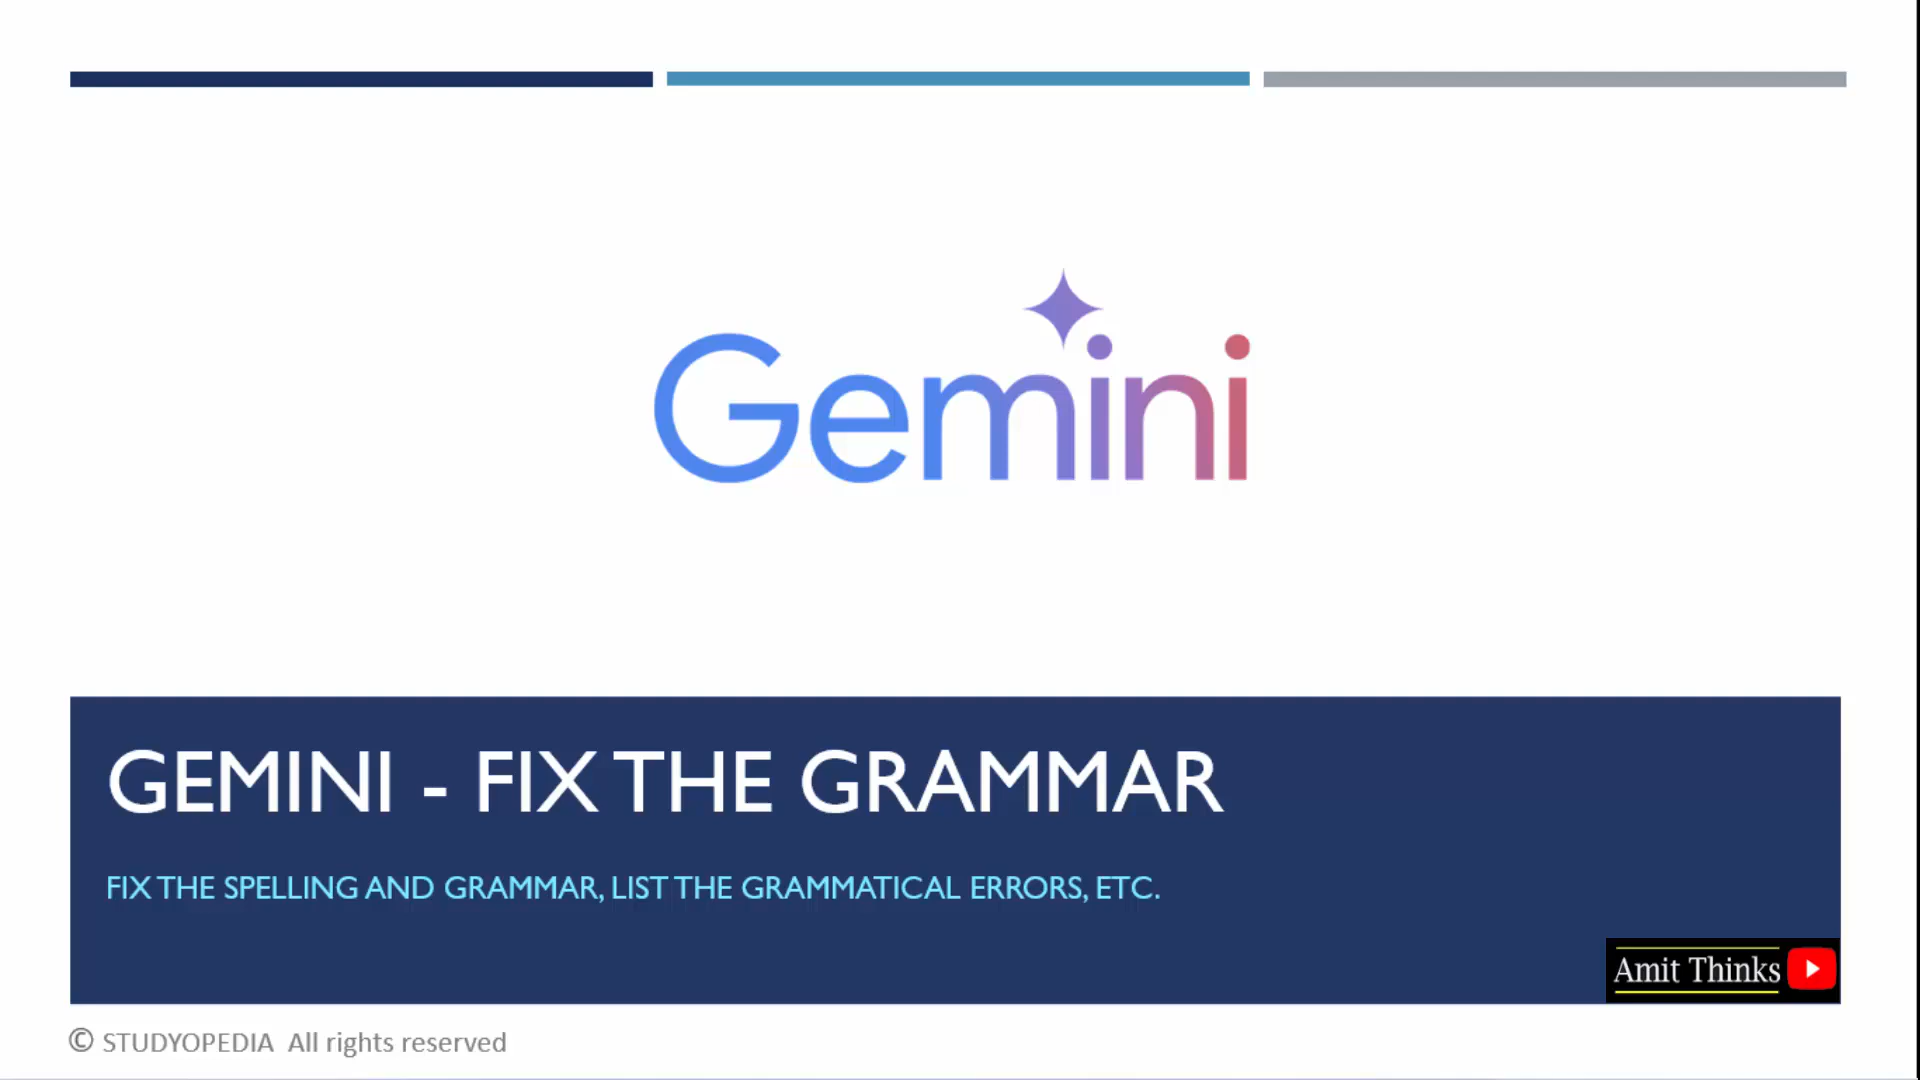 Gemini
GEMINI - FIX THE GRAMMAR
FIX THE SPELLING AND GRAMMAR, LIST THE GRAMMATICAL ERRORS, ETC.
Amit Thinks
© STUDYOPEDIA All rights reserved